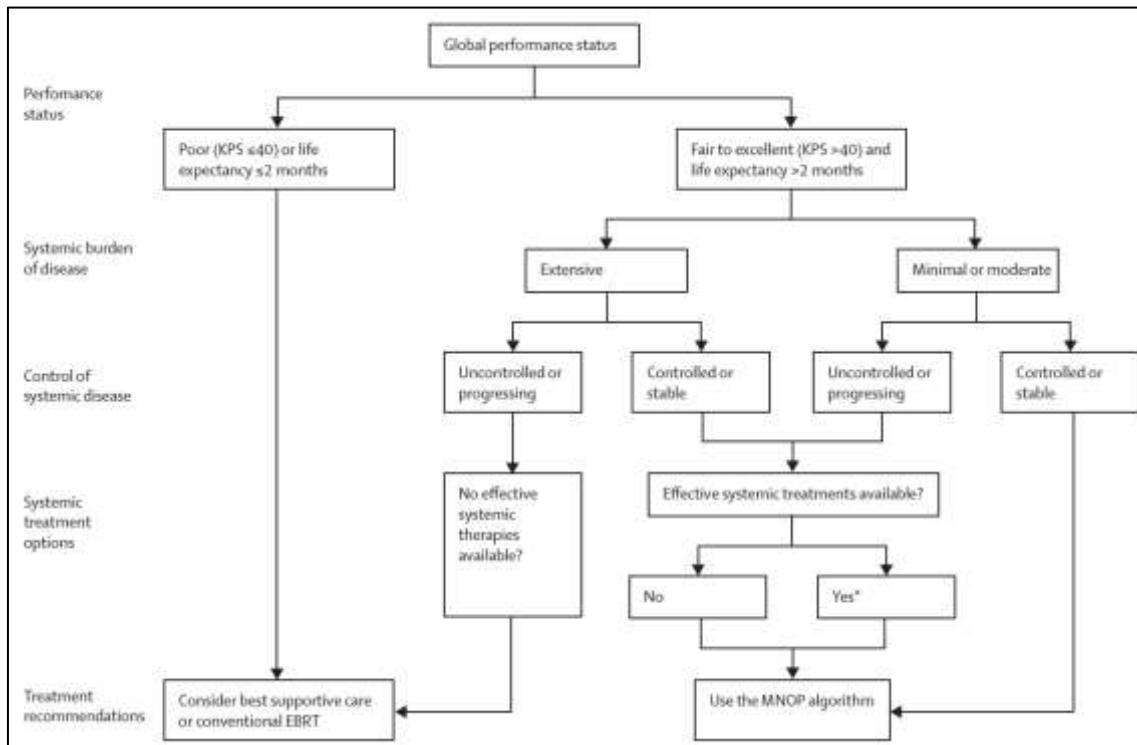 Global performance status
Perfomance
status
Poor (KPS ≤40) or life
expectancy ≤2 months
Fair to excellent (KPS >40) and
life expectancy >2 months
Systemic burden
of disease
Extensive
Minimal or moderate
Control of
systemic disease
Uncontrolled or
progressing
Controlled or
stable
Uncontrolled or
progressing
Controlled or
stable
Systemic
treatment
options
No effective
systemic
therapies
available?
Effective systemic treatments available?
No
Yes*
Treatment
recommendations
Consider best supportive care
or conventional EBRT
Use the MNOP algorithm